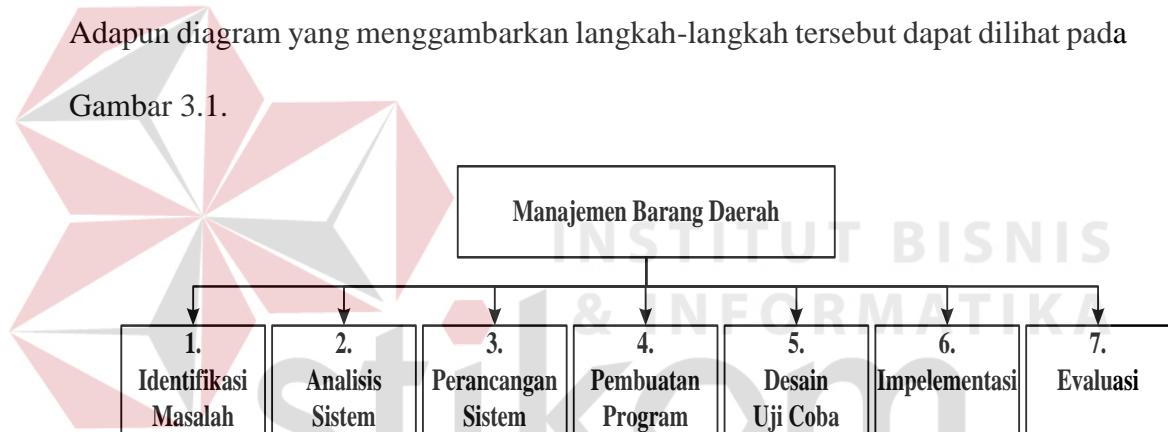 Adapun diagram yang menggambarkan langkah-langkah tersebut dapat dilihat pada
Gambar 3.1.
Manajemen Barang Daerah
INSTITUT BISNIS
& INFORMATIKA
stikom
1.
Identifikasi
Masalah
2.
Analisis
Sistem
3.
Perancangan
Sistem
4.
Pembuatan
Program
5.
Desain
Uji Coba
6.
Impelementasi
7.
Evaluasi